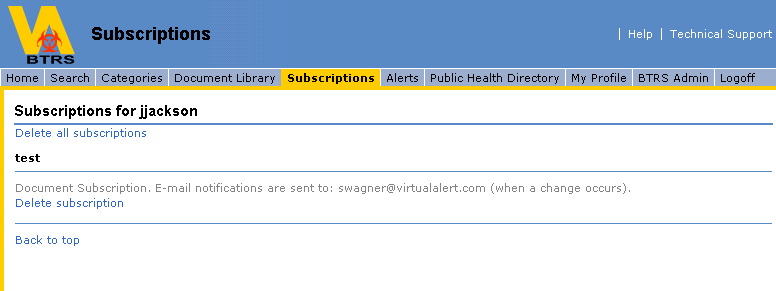 VA
BTRS
Subscriptions
| Help | Technical Support
Home Search Categories Document Library Subscriptions Alerts Public Health Directory My Profile BTRS Admin Logoff
Subscriptions for jjackson
Delete all subscriptions
test
Document Subscription. E-mail notifications are sent to: swagner@virtualalert.com (when a change occurs).
Delete subscription
Back to top